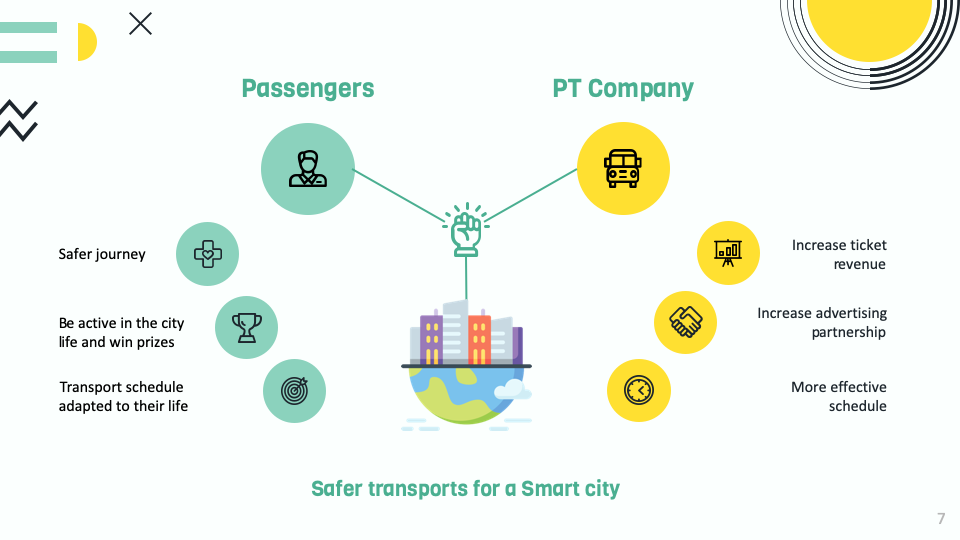 Passengers
PT Company
Safer journey
Be active in the city
life and win prizes
Transport schedule
adapted to their life
Increase ticket
revenue
Increase advertising
partnership
More effective
schedule
Safer transports for a Smart city
7